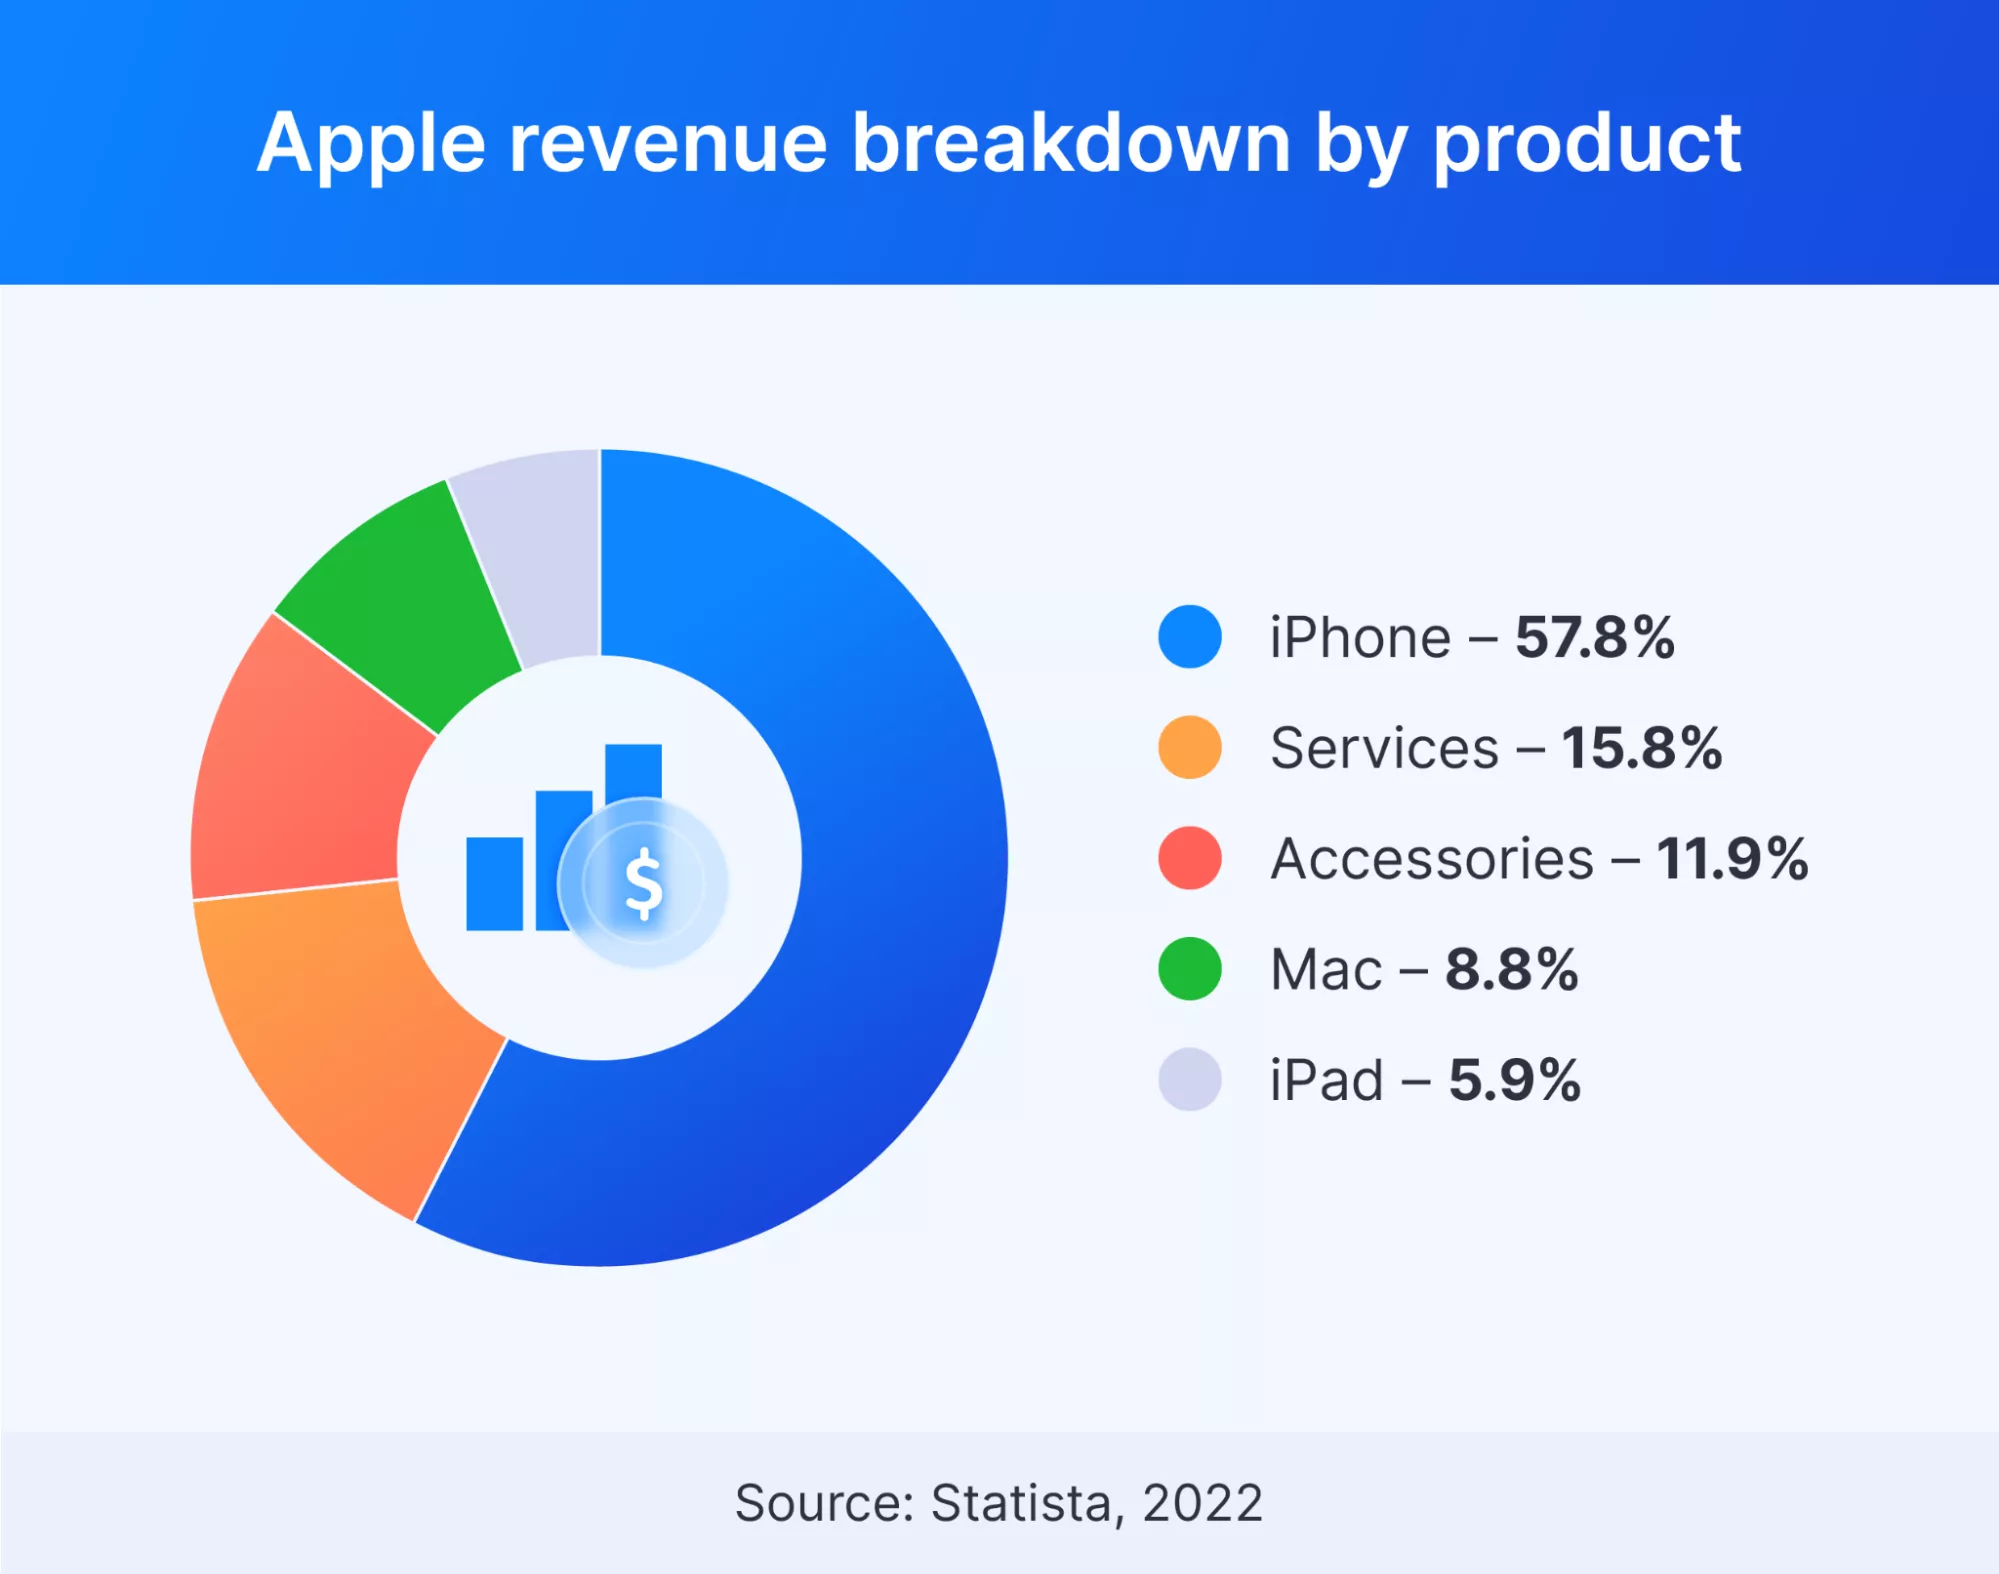 Apple revenue breakdown by product
$
iPhone – 57.8%
Services – 15.8%
Accessories – 11.9%
Mac – 8.8%
iPad – 5.9%
Source: Statista, 2022